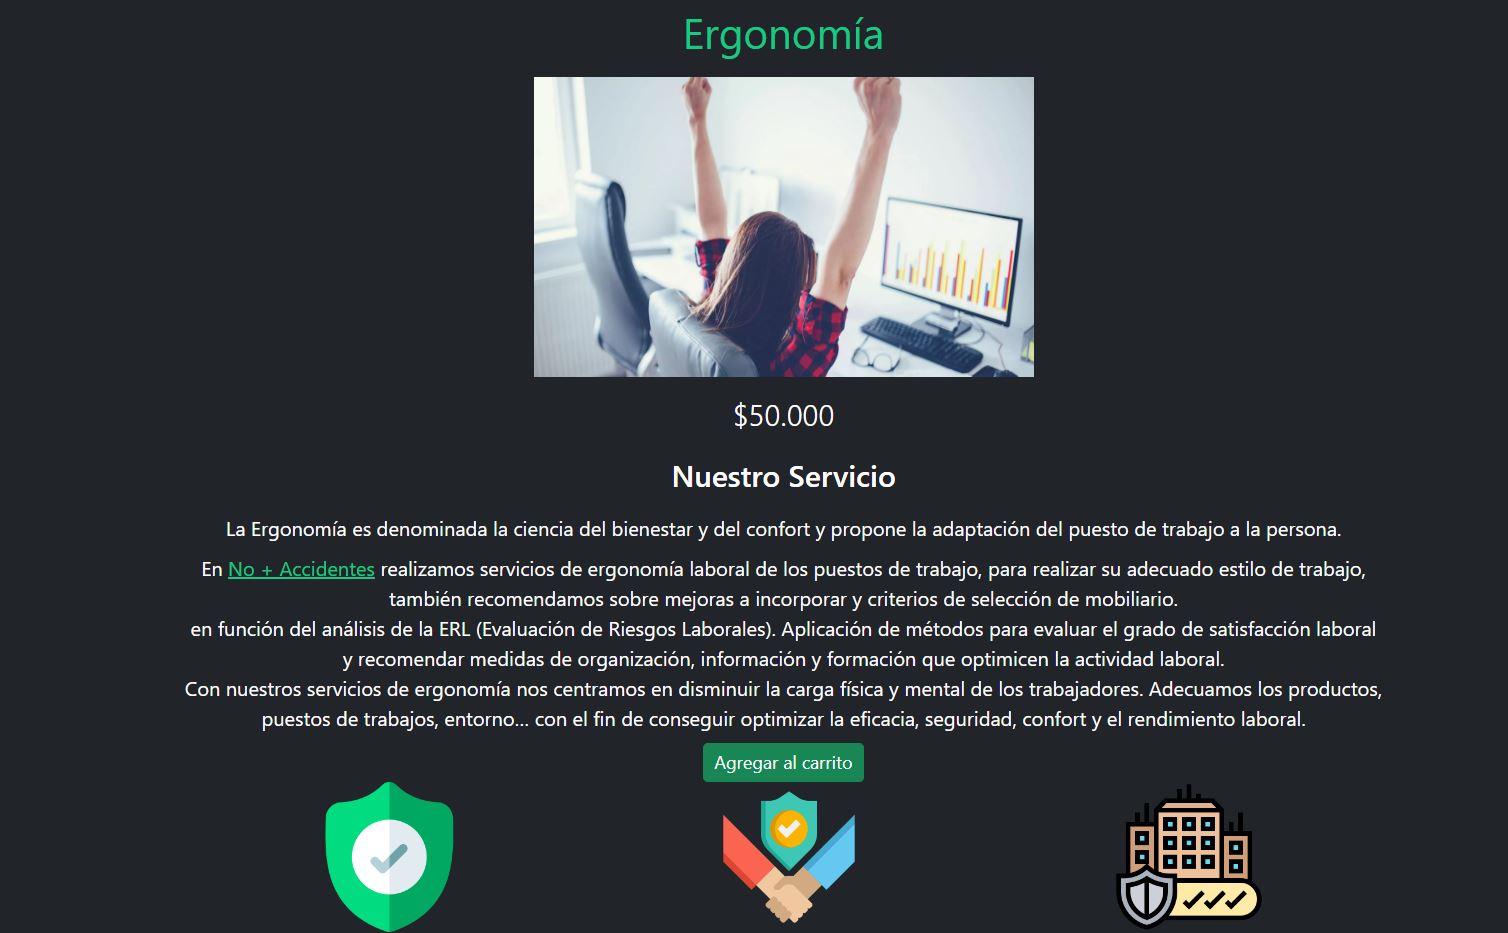 Ergonomía
$50.000
Nuestro Servicio
La Ergonomía es denominada la ciencia del bienestar y del confort y propone la adaptación del puesto de trabajo a la persona.
En No + Accidentes realizamos servicios de ergonomía laboral de los puestos de trabajo, para realizar su adecuado estilo de trabajo,
también recomendamos sobre mejoras a incorporar y criterios de selección de mobiliario.
en función del análisis de la ERL (Evaluación de Riesgos Laborales). Aplicación de métodos para evaluar el grado de satisfacción laboral
y recomendar medidas de organización, información y formación que optimicen la actividad laboral.
Con nuestros servicios de ergonomía nos centramos en disminuir la carga física y mental de los trabajadores. Adecuamos los productos,
puestos de trabajos, entorno... con el fin de conseguir optimizar la eficacia, seguridad, confort y el rendimiento laboral.
Agregar al carrito